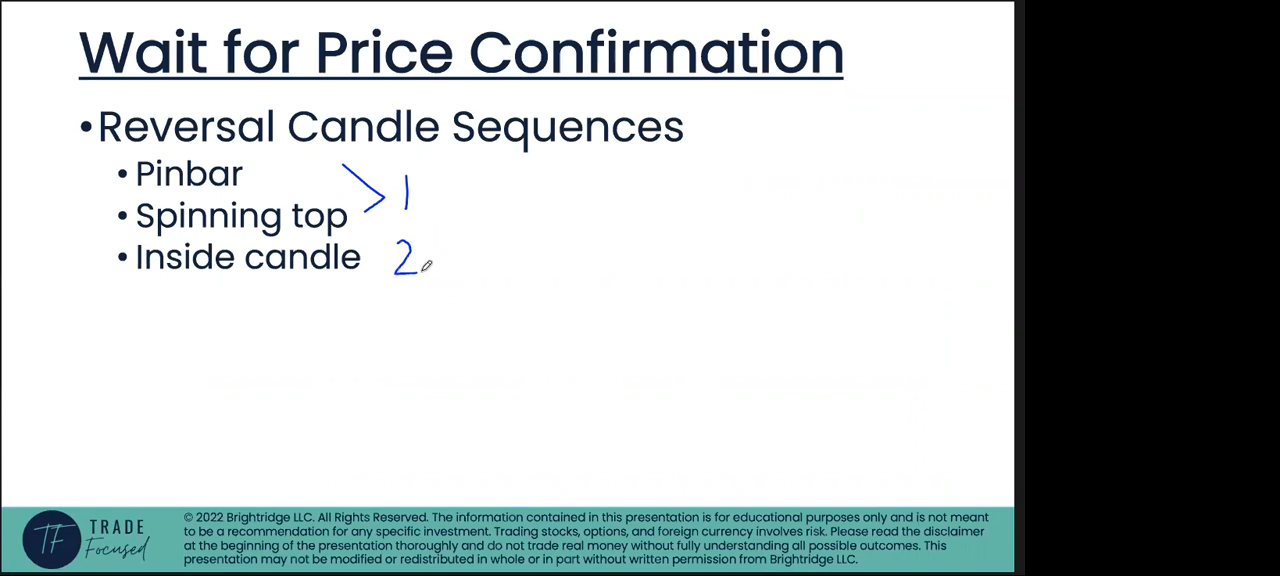 Wait for Price Confirmation
•Reversal Candle Sequences
• Pinbar
• Spinning top
1
• Inside candle
2
TF
TRADE
Focused
© 2022 Brightridge LLC. All Rights Reserved. The information contained in this presentation is for educational purposes only and is not meant
to be a recommendation for any specific investment. Trading stocks, options, and foreign currency involves risk. Please read the disclaimer
at the beginning of the presentation thoroughly and do not trade real money without fully understanding all possible outcomes. This
presentation may not be modified or redistributed in whole or in part without written permission from Brightridge LLC.